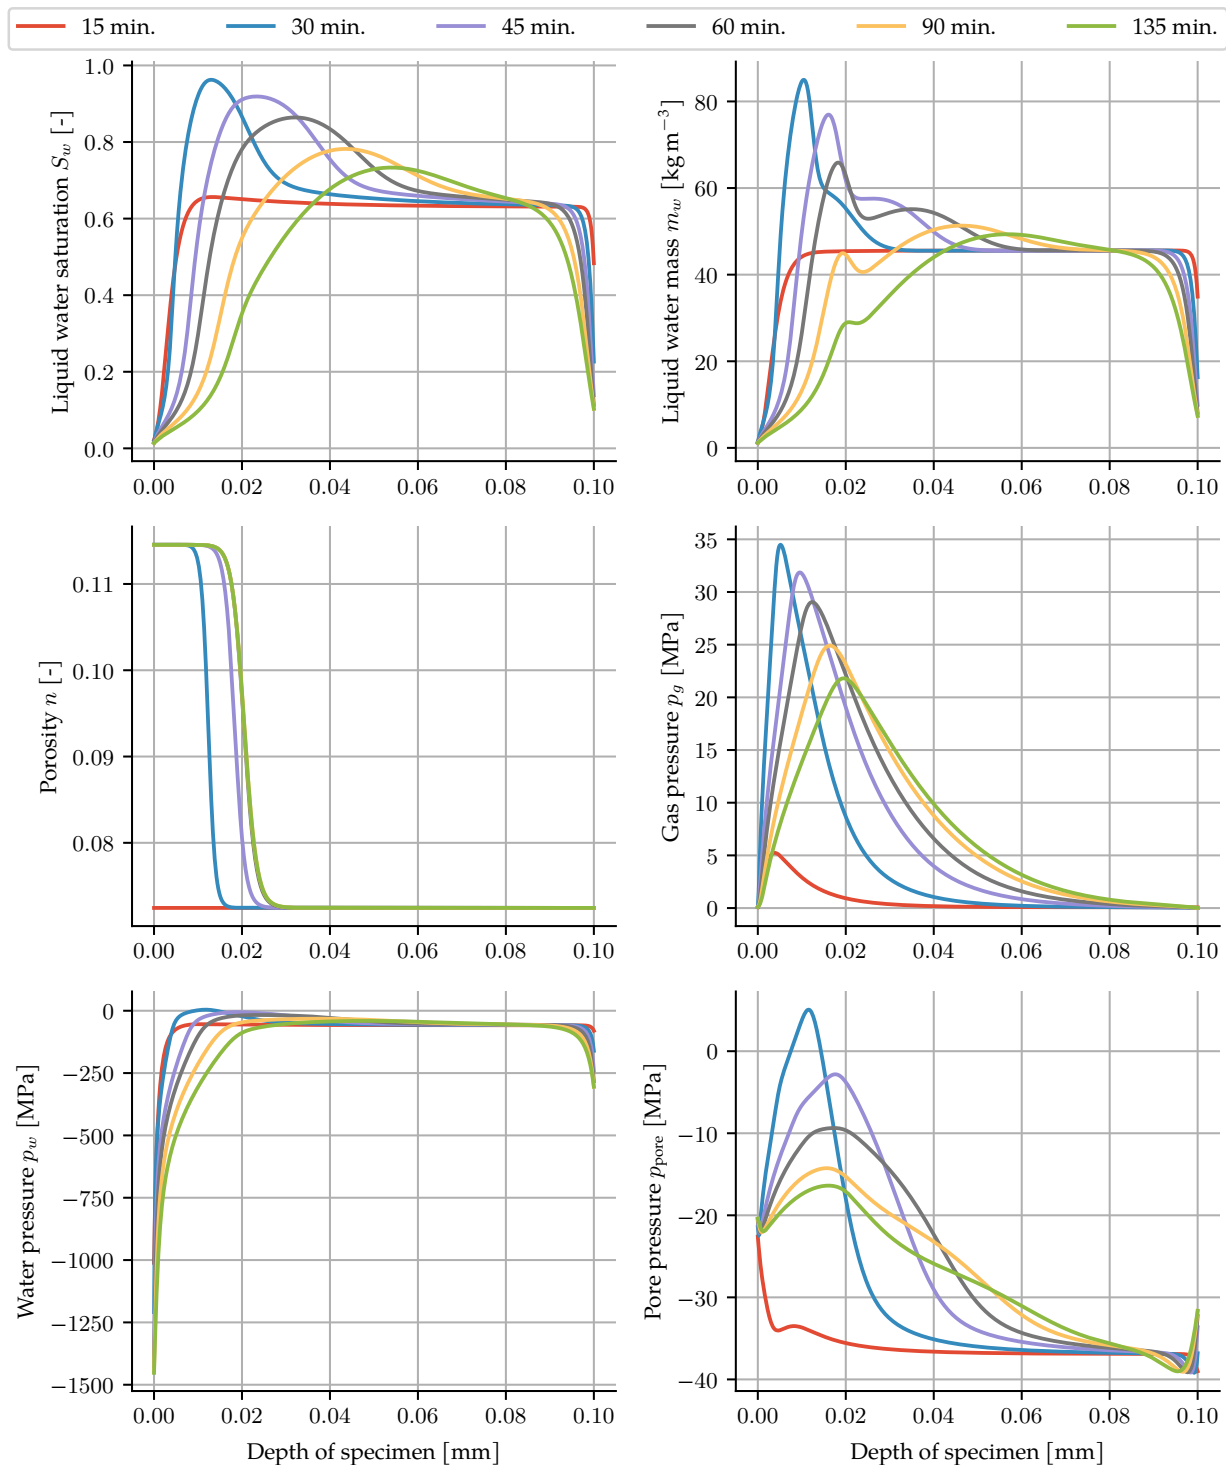 15 min. 30 min. 45 min. 60 min. 90 min. 135 min.
Liquid water saturation S_w [-]
1.0
0.8
0.6
0.4
0.2
0.0
0.00 0.02 0.04 0.06 0.08 0.10
Liquid water mass m_w [kg m⁻³]
80
60
40
20
0
0.00 0.02 0.04 0.06 0.08 0.10
Porosity n [-]
0.11
0.10
0.09
0.08
0.00 0.02 0.04 0.06 0.08 0.10
Gas pressure p_g [MPa]
35
30
25
20
15
10
5
0
0.00 0.02 0.04 0.06 0.08 0.10
Water pressure p_w [MPa]
0
−250
−500
−750
−1000
−1250
−1500
0.00 0.02 0.04 0.06 0.08 0.10
Depth of specimen [mm]
Pore pressure p_pore [MPa]
0
−10
−20
−30
−40
0.00 0.02 0.04 0.06 0.08 0.10
Depth of specimen [mm]